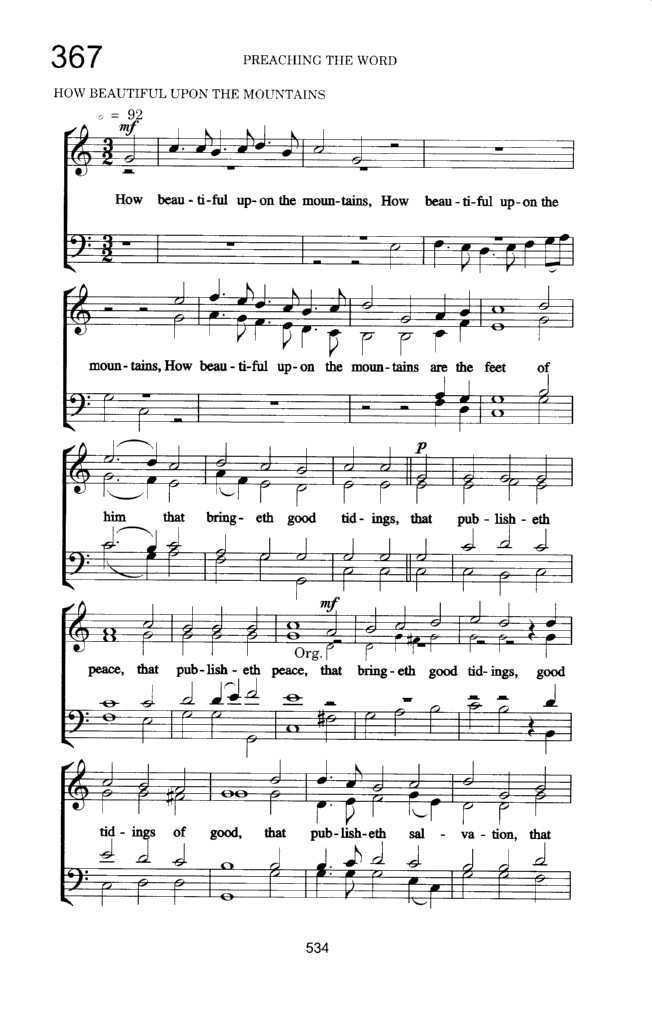 367
PREACHING THE WORD
HOW BEAUTIFUL UPON THE MOUNTAINS
= 92
mf
How beau - ti - ful up - on the moun - tains, How beau - ti - ful up - on the
moun - tains, How beau - ti - ful up - on the moun - tains are the feet of
p
him that bring - eth good tid - ings, that pub - lish - eth
mf
Org.
peace, that pub - lish - eth peace, that bring - eth good tid - ings, good
tid - ings of good, that pub - lish - eth sal - va - tion, that
534